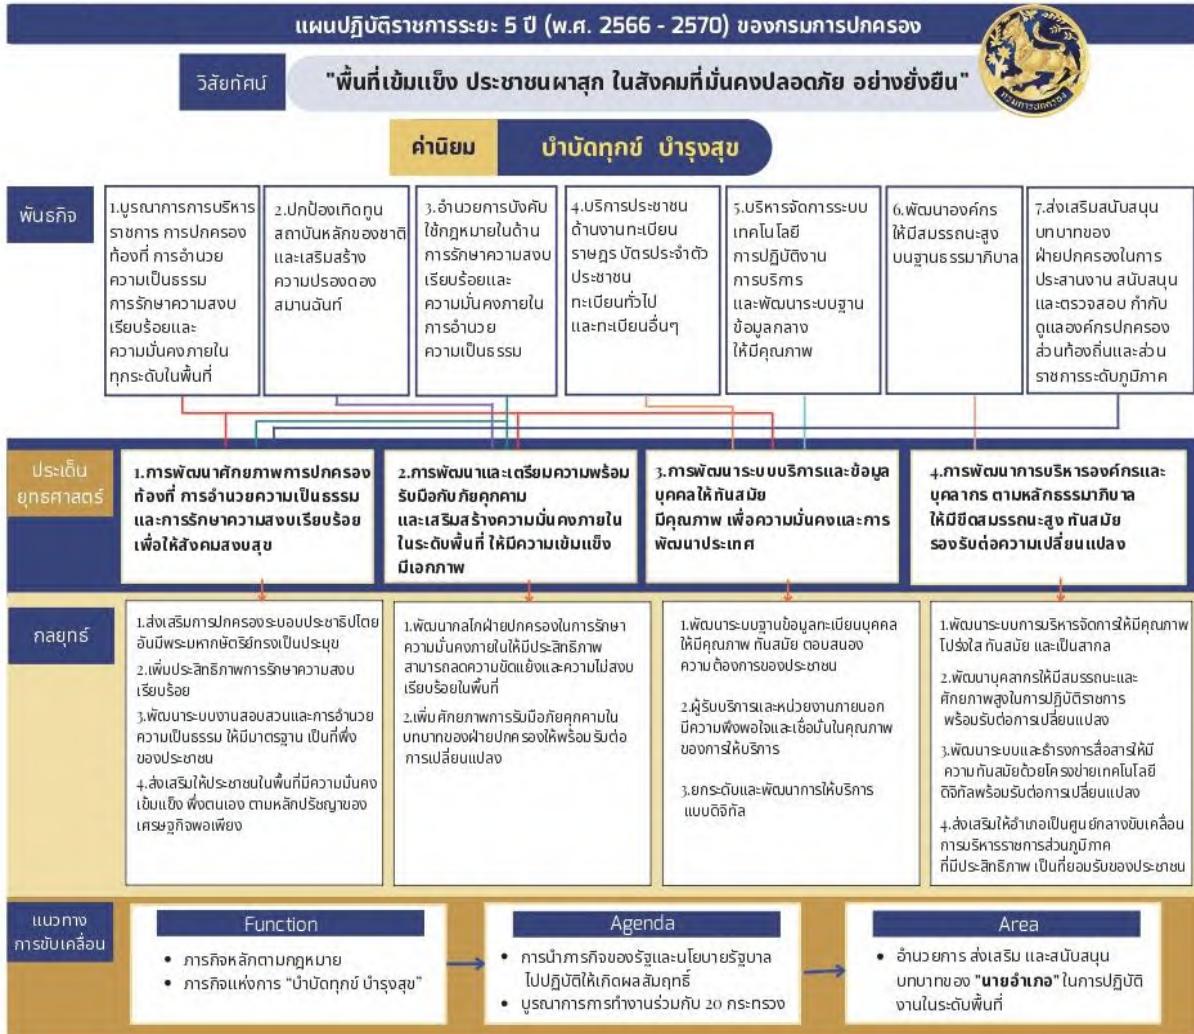 แผนปฏิบัติราชการระยะ 5 ปี (พ.ศ. 2566 - 2570) ของกรมการปกครอง
วิสัยทัศน์
"พื้นที่เข้มแข็ง ประชาชนผาสุก ในสังคมที่มั่นคงปลอดภัย อย่างยั่งยืน"
กรมการปกครอง
ค่านิยม
บำบัดทุกข์ บำรุงสุข
พันธกิจ
1.บูรณาการการบริหาร
ราชการ การปกครอง
ท้องที่ การอำนวย
ความเป็นธรรม
การรักษาความสงบ
เรียบร้อยและ
ความมั่นคงภายใน
ทุกระดับในพื้นที่
2.ปกป้องเทิดทูน
สถาบันหลักของชาติ
และเสริมสร้าง
ความปรองดอง
สมานฉันท์
3.อำนวยการบังคับ
ใช้กฎหมายในด้าน
การรักษาความสงบ
เรียบร้อยและ
ความมั่นคงภายใน
การอำนวย
ความเป็นธรรม
4.บริการประชาชน
ด้านงานทะเบียน
ราษฎร บัตรประจำตัว
ประชาชน
ทะเบียนทั่วไป
และทะเบียนอื่นๆ
5.บริหารจัดการระบบ
เทคโนโลยี
การปฏิบัติงาน
การบริการ
และพัฒนาระบบฐาน
ข้อมูลกลาง
ให้มีคุณภาพ
6.พัฒนาองค์กร
ให้มีสมรรถนะสูง
บนฐานธรรมาภิบาล
7.ส่งเสริมสนับสนุน
บทบาทของ
ฝ่ายปกครองในการ
ประสานงาน สนับสนุน
และตรวจสอบ กำกับ
ดูแลองค์กรปกครอง
ส่วนท้องถิ่นและส่วน
ราชการระดับภูมิภาค
ประเด็น
ยุทธศาสตร์
1.การพัฒนาศักยภาพการปกครอง
ท้องที่ การอำนวยความเป็นธรรม
และการรักษาความสงบเรียบร้อย
เพื่อให้สังคมสงบสุข
2.การพัฒนาและเตรียมความพร้อม
รับมือกับภัยคุกคาม
และเสริมสร้างความมั่นคงภายใน
ในระดับพื้นที่ ให้มีความเข้มแข็ง
มีเอกภาพ
3.การพัฒนาระบบบริการและข้อมูล
บุคคลให้ทันสมัย
มีคุณภาพ เพื่อความมั่นคงและการ
พัฒนาประเทศ
4.การพัฒนาการบริหารองค์กรและ
บุคลากร ตามหลักธรรมาภิบาล
ให้มีขีดสมรรถนะสูง ทันสมัย
รองรับต่อความเปลี่ยนแปลง
กลยุทธ์
1.ส่งเสริมการปกครองระบอบประชาธิปไตย
อันมีพระมหากษัตริย์ทรงเป็นประมุข
2.เพิ่มประสิทธิภาพการรักษาความสงบ
เรียบร้อย
3.พัฒนาระบบงานสอบสวนและการอำนวย
ความเป็นธรรม ให้มีมาตรฐาน เป็นที่พึ่ง
ของประชาชน
4.ส่งเสริมให้ประชาชนในพื้นที่มีความมั่นคง
เข้มแข็ง พึ่งตนเอง ตามหลักปรัชญาของ
เศรษฐกิจพอเพียง
1.พัฒนากลไกฝ่ายปกครองในการรักษา
ความมั่นคงภายในให้มีประสิทธิภาพ
สามารถลดความขัดแย้งและความไม่สงบ
เรียบร้อยในพื้นที่
2.เพิ่มศักยภาพการรับมือภัยคุกคามใน
บทบาทของฝ่ายปกครองให้พร้อมรับต่อ
การเปลี่ยนแปลง
1.พัฒนาระบบฐานข้อมูลทะเบียนบุคคล
ให้มีคุณภาพ ทันสมัย ตอบสนอง
ความต้องการของประชาชน
2.ผู้รับบริการและหน่วยงานภายนอก
มีความพึงพอใจและเชื่อมั่นในคุณภาพ
ของการให้บริการ
3.ยกระดับและพัฒนาการให้บริการ
แบบดิจิทัล
1.พัฒนาระบบการบริหารจัดการให้มีคุณภาพ
โปร่งใส ทันสมัย และเป็นสากล
2.พัฒนาบุคลากรให้มีสมรรถนะและ
ศักยภาพสูงในการปฏิบัติราชการ
พร้อมรับต่อการเปลี่ยนแปลง
3.พัฒนาระบบและธำรงการสื่อสารให้มี
ความทันสมัยด้วยโครงข่ายเทคโนโลยี
ดิจิทัลพร้อมรับต่อการเปลี่ยนแปลง
4.ส่งเสริมให้อำเภอเป็นศูนย์กลางขับเคลื่อน
การบริหารราชการส่วนภูมิภาค
ที่มีประสิทธิภาพ เป็นที่ยอมรับของประชาชน
แนวทาง
การขับเคลื่อน
Function
• ภารกิจหลักตามกฎหมาย
• ภารกิจแห่งการ "บำบัดทุกข์ บำรุงสุข"
Agenda
• การนำภารกิจของรัฐและนโยบายรัฐบาล
ไปปฏิบัติให้เกิดผลสัมฤทธิ์
• บูรณาการการทำงานร่วมกับ 20 กระทรวง
Area
• อำนวยการ ส่งเสริม และสนับสนุน
บทบาทของ "นายอำเภอ" ในการปฏิบัติ
งานในระดับพื้นที่